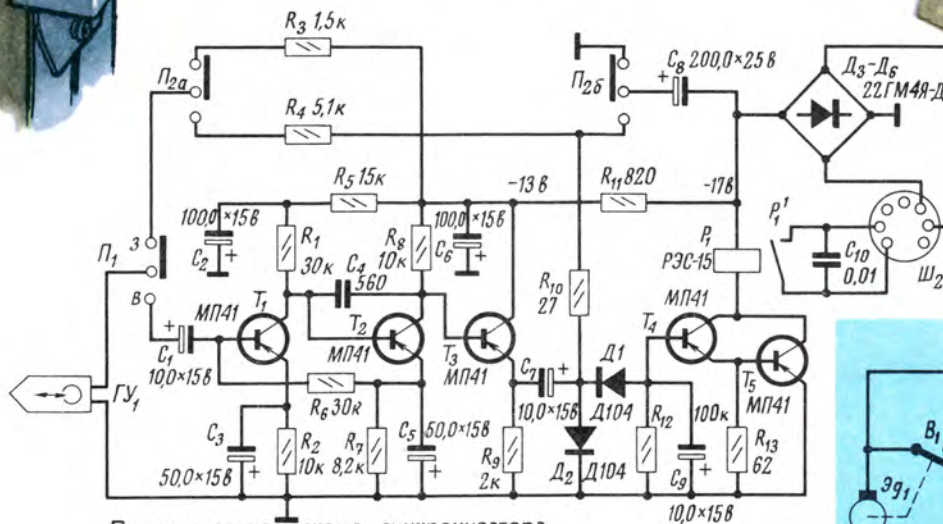 R₃ 1,5к
П₂а
R₄ 5,1к
П₂б
C₈ 200,0×25в
+
Д₃-Д₆
22ГМ4Я-Д
R₅ 15к
-13в
R₁₁ 820
-17в
100,0×15в
C₂
+
R₁
30к
R₈
10к
C₄
560
100,0×15в
C₆
+
P₁
РЭС-15
P₁¹
C₁₀
0,01
Ш₂
П₁
З
В
МП41
T₁
T₂
МП41
T₃
МП41
R₁₀
27
МП41
T₄
T₅
МП41
+
C₁
10,0×15в
ГУ₁
R₆ 30к
C₇
+
10,0×15в
Д1
Д104
R₁₂
100к
C₃
+
50,0×15в
R₂
10к
R₇
8,2к
C₅
50,0×15в
+
R₉
2к
Д₂
Д104
C₉
+
10,0×15в
R₁₃
62
В₁
Эд₁